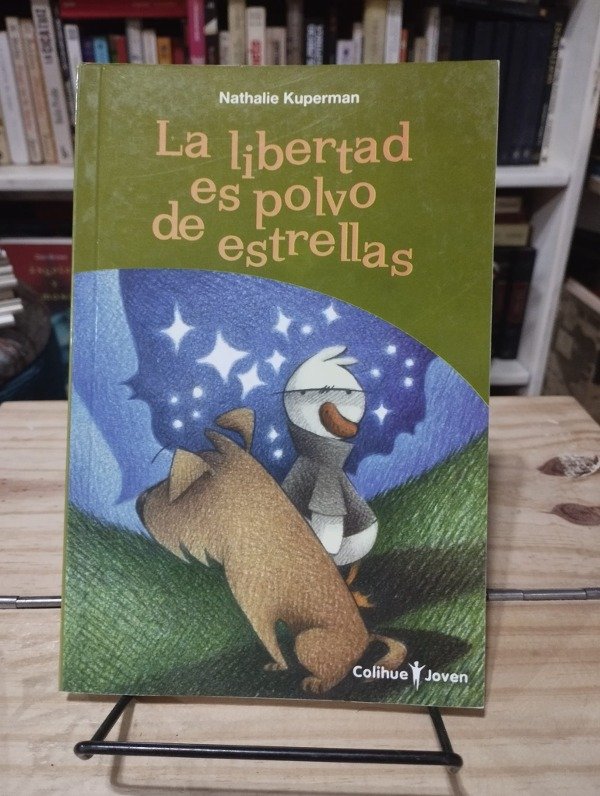 Nathalie Kuperman
La libertad
es polvo
de estrellas
Colihue Joven